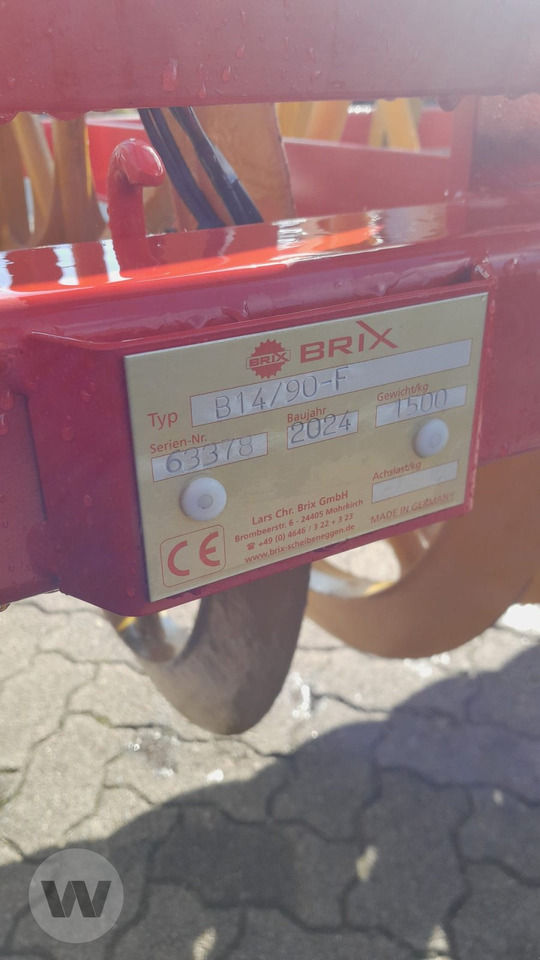 BRIX BRIX
Typ B14/90-F
Serien-Nr. Baujahr Gewicht/kg
63378 2024 1500
Achslast/kg
Lars Chr. Brix GmbH
Brombeerstr. 6 - 24405 Mohrkirch
☎ +49 (0) 4646 / 3 22 + 3 23
www.brix-scheibeneggen.de
MADE IN GERMANY
CE
W